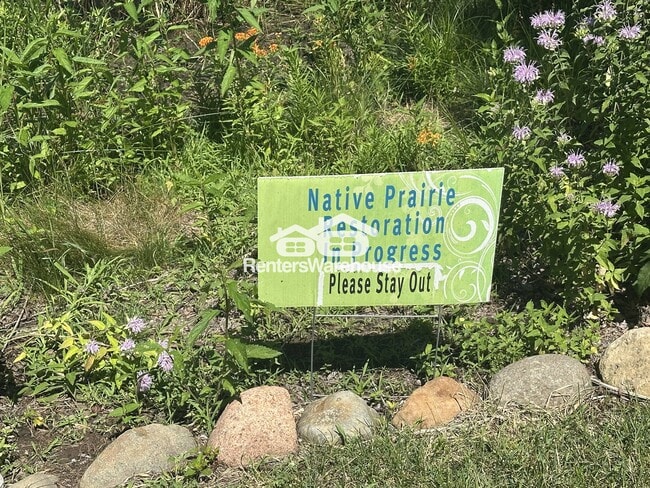 Native Prairie
Restoration
In Progress
RentersWarehouse
Please Stay Out